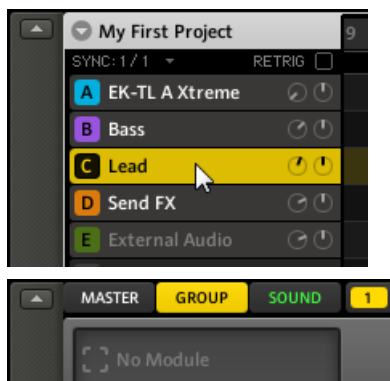 My First Project 9
SYNC: 1 / 1 RETRIG
A EK-TL A Xtreme
B Bass
C Lead
D Send FX
E External Audio
MASTER GROUP SOUND 1
No Module